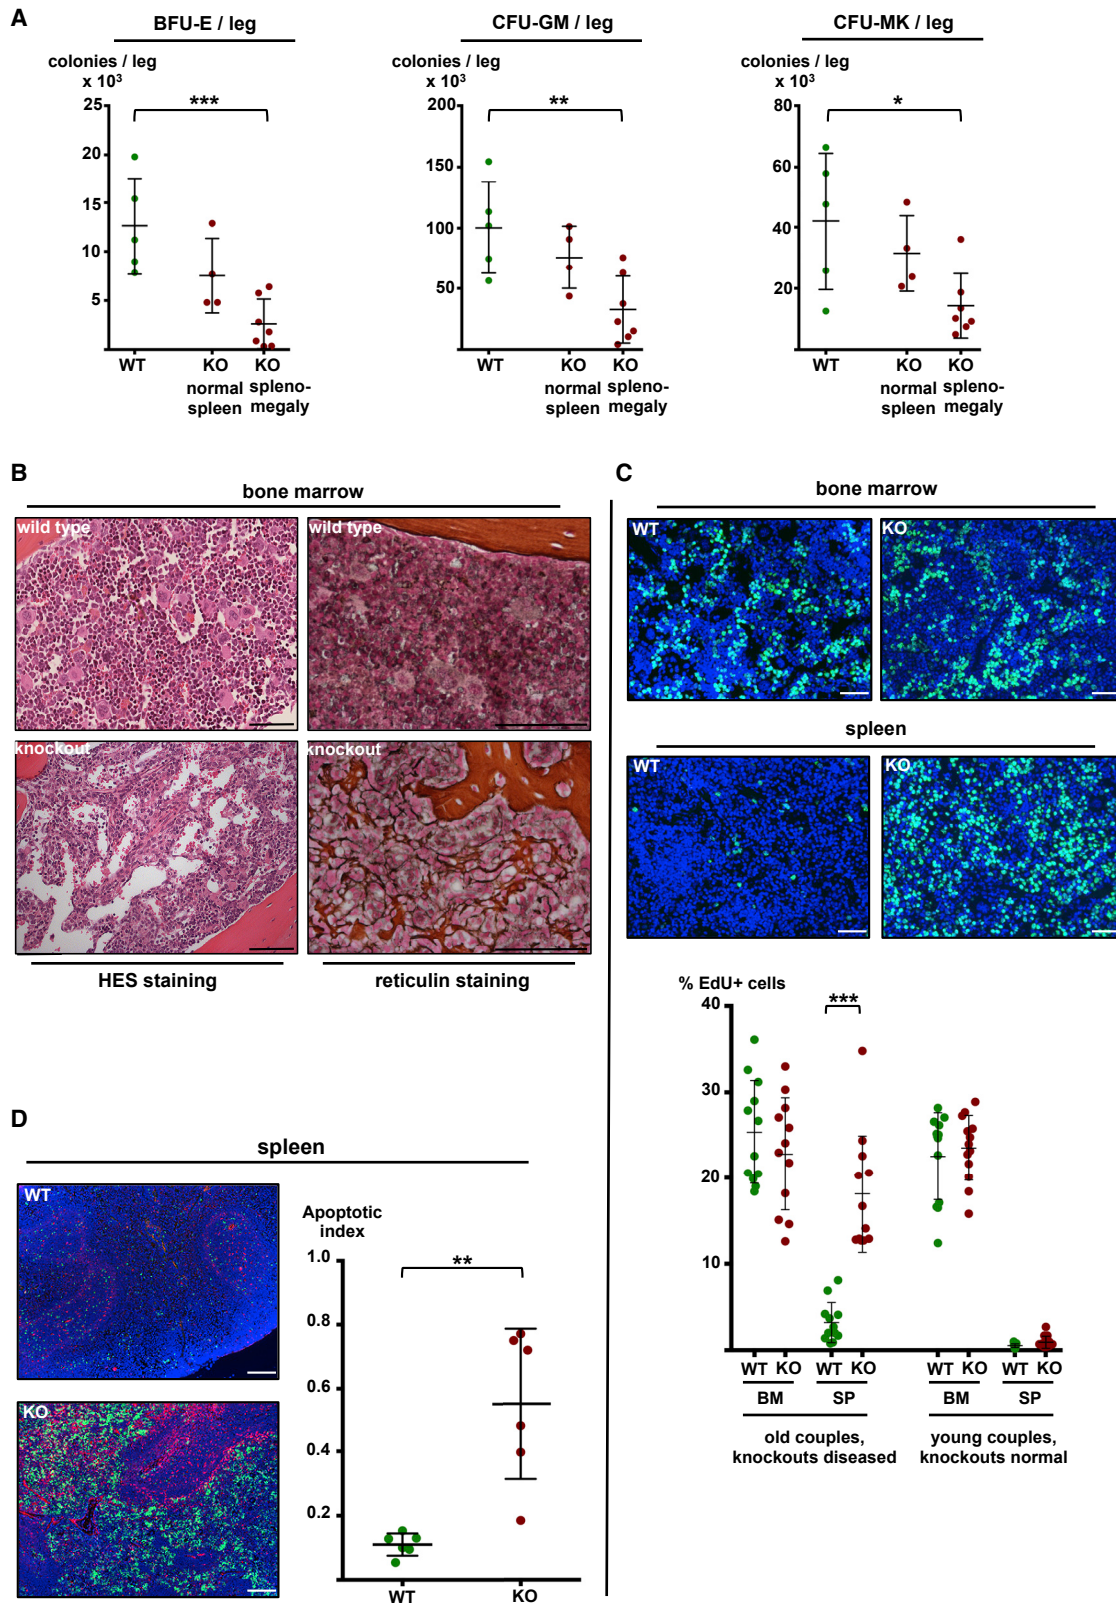 A
BFU-E / leg
CFU-GM / leg
CFU-MK / leg
colonies / leg
x 10³
25
20
15
10
5
***
WT
KO
normal
spleen
KO
spleno-
megaly
colonies / leg
x 10³
200
150
100
50
**
WT
KO
normal
spleen
KO
spleno-
megaly
colonies / leg
x 10³
80
60
40
20
*
WT
KO
normal
spleen
KO
spleno-
megaly
B
bone marrow
wild type
wild type
knockout
knockout
HES staining
reticulin staining
C
bone marrow
WT
KO
spleen
WT
KO
% EdU+ cells
40
30
20
10
***
WT KO WT KO WT KO WT KO
BM SP BM SP
old couples,
knockouts diseased
young couples,
knockouts normal
D
spleen
WT
KO
Apoptotic
index
1.0
0.8
0.6
0.4
0.2
**
WT KO